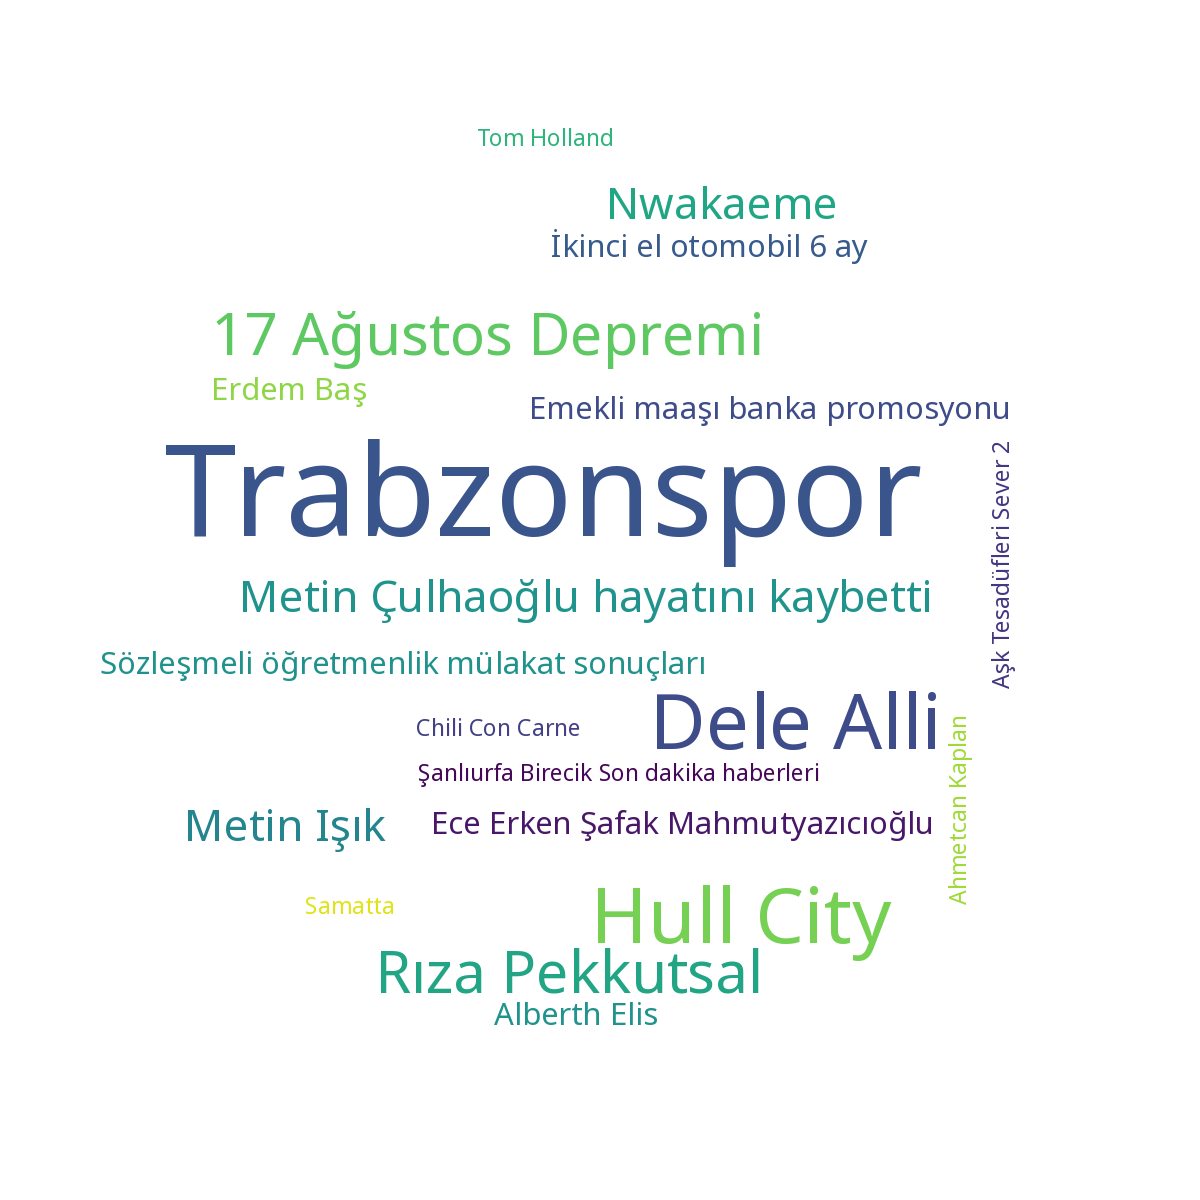 Tom Holland
Nwakaeme
İkinci el otomobil 6 ay
17 Ağustos Depremi
Erdem Baş
Emekli maaşı banka promosyonu
Trabzonspor
Aşk Tesadüfleri Sever 2
Metin Çulhaoğlu hayatını kaybetti
Sözleşmeli öğretmenlik mülakat sonuçları
Dele Alli
Chili Con Carne
Ahmetcan Kaplan
Şanlıurfa Birecik Son dakika haberleri
Metin Işık
Ece Erken Şafak Mahmutyazıcıoğlu
Samatta
Hull City
Rıza Pekkutsal
Alberth Elis